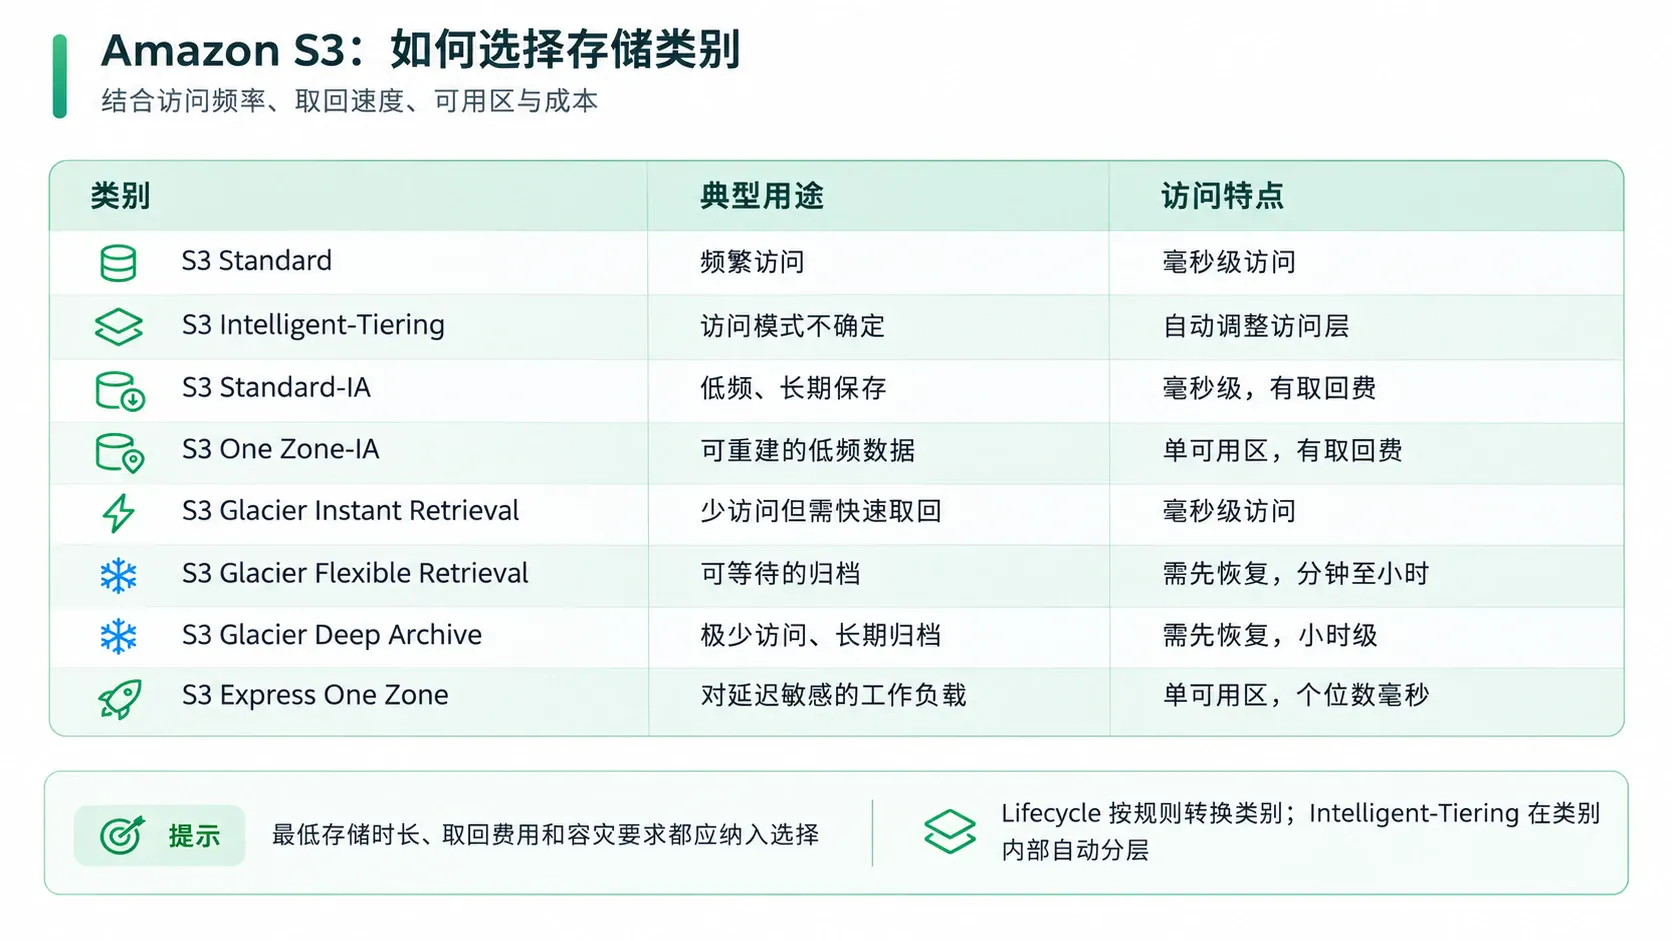 Amazon S3：如何选择存储类别
结合访问频率、取回速度、可用区与成本
类别 典型用途 访问特点
S3 Standard 频繁访问 毫秒级访问
S3 Intelligent-Tiering 访问模式不确定 自动调整访问层
S3 Standard-IA 低频、长期保存 毫秒级，有取回费
S3 One Zone-IA 可重建的低频数据 单可用区，有取回费
S3 Glacier Instant Retrieval 少访问但需快速取回 毫秒级访问
S3 Glacier Flexible Retrieval 可等待的归档 需先恢复，分钟至小时
S3 Glacier Deep Archive 极少访问、长期归档 需先恢复，小时级
S3 Express One Zone 对延迟敏感的工作负载 单可用区，个位数毫秒
提示 最低存储时长、取回费用和容灾要求都应纳入选择
Lifecycle 按规则转换类别；Intelligent-Tiering 在类别
内部自动分层